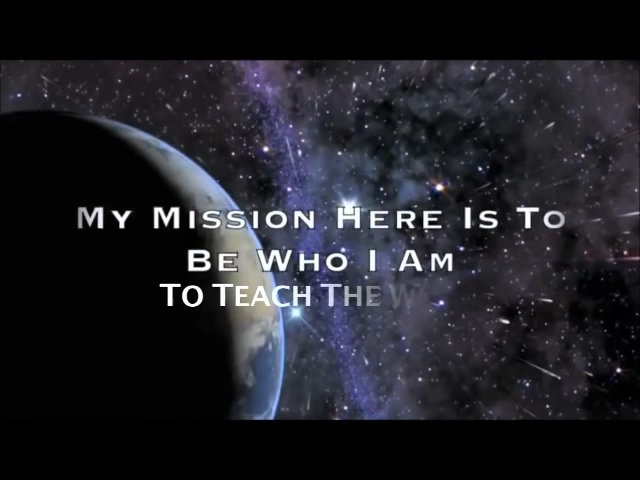 My Mission Here Is To
Be Who I Am
To Teach The